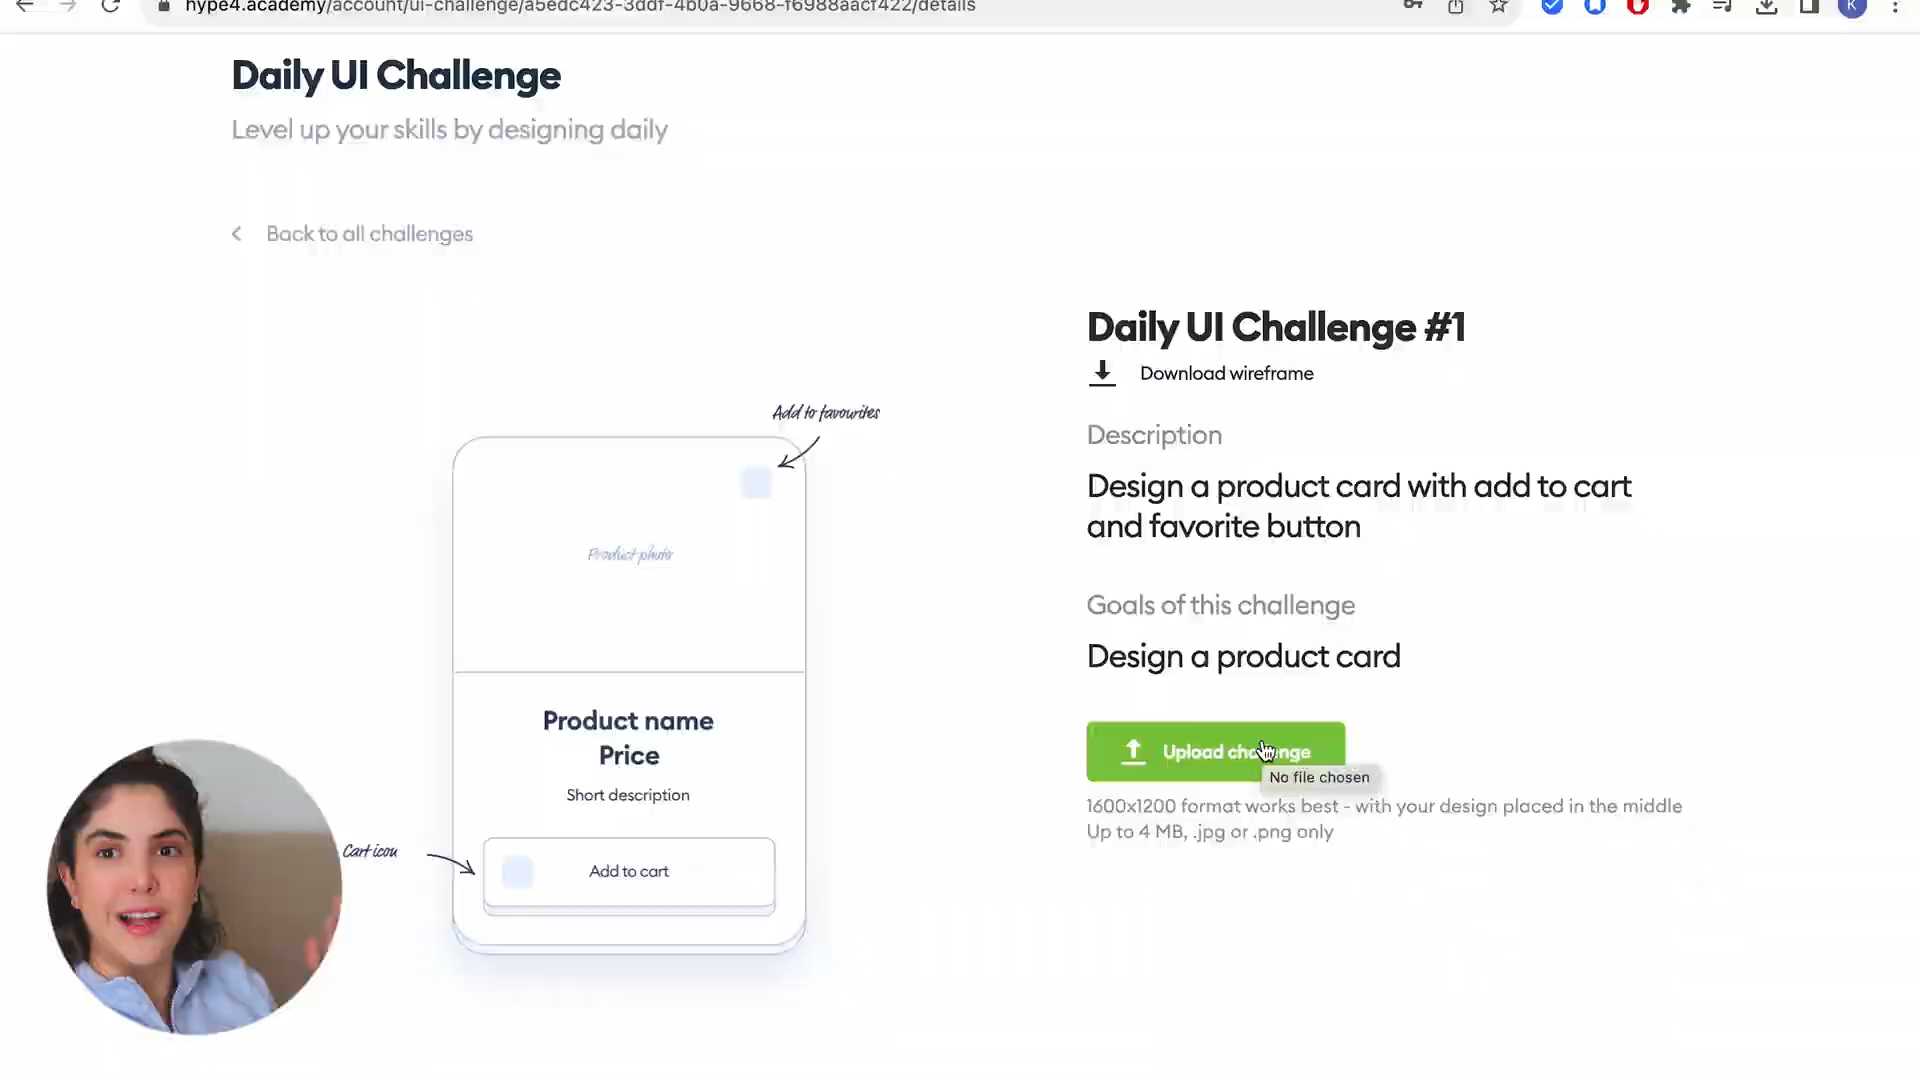 hype4.academy/account/ui-challenge/a5edc423-3ddf-4b0a-9668-f6988aacf422/details
K
Daily UI Challenge
Level up your skills by designing daily
Back to all challenges
Daily UI Challenge #1
Download wireframe
Add to favourites
Description
Design a product card with add to cart
and favorite button
Product photo
Goals of this challenge
Design a product card
Product name
Price
Short description
Upload challenge
No file chosen
1600x1200 format works best - with your design placed in the middle
Up to 4 MB, .jpg or .png only
Cart icon
Add to cart